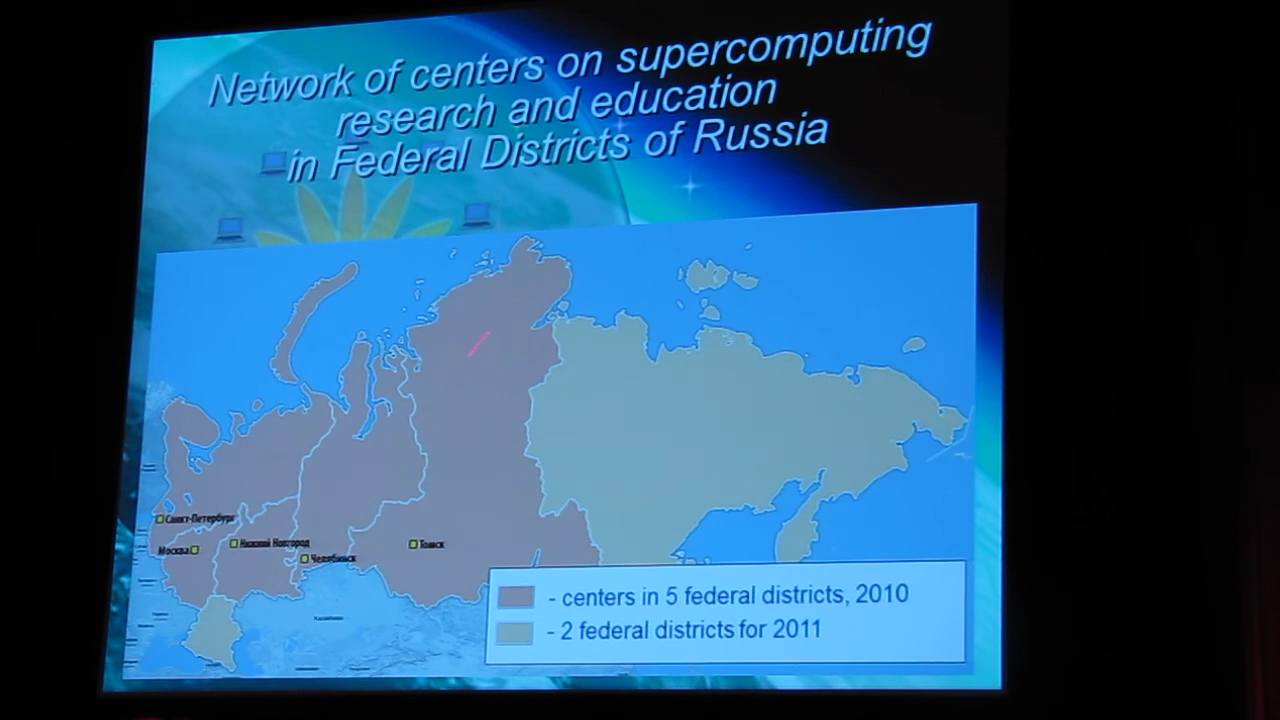 Network of centers on supercomputing
research and education
in Federal Districts of Russia
Санкт-Петербург
Москва
Нижний Новгород
Челябинск
Томск
- centers in 5 federal districts, 2010
- 2 federal districts for 2011